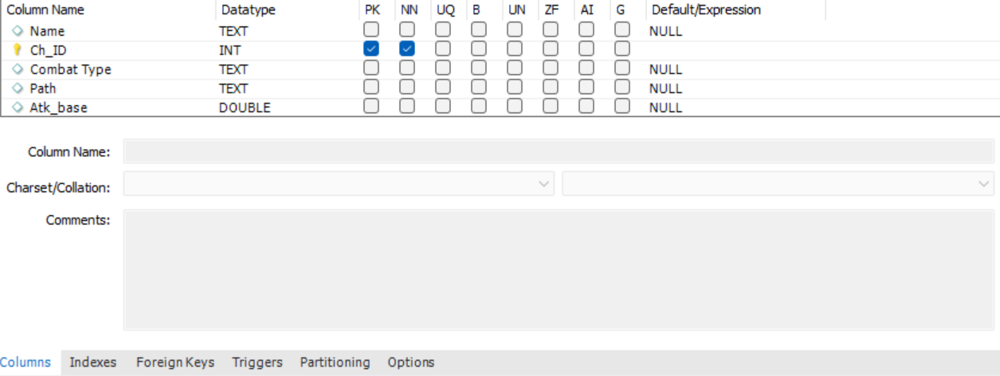 Column Name Datatype PK NN UQ B UN ZF AI G Default/Expression
Name TEXT NULL
Ch_ID INT
Combat Type TEXT NULL
Path TEXT NULL
Atk_base DOUBLE NULL
Column Name:
Charset/Collation:
Comments:
Columns Indexes Foreign Keys Triggers Partitioning Options